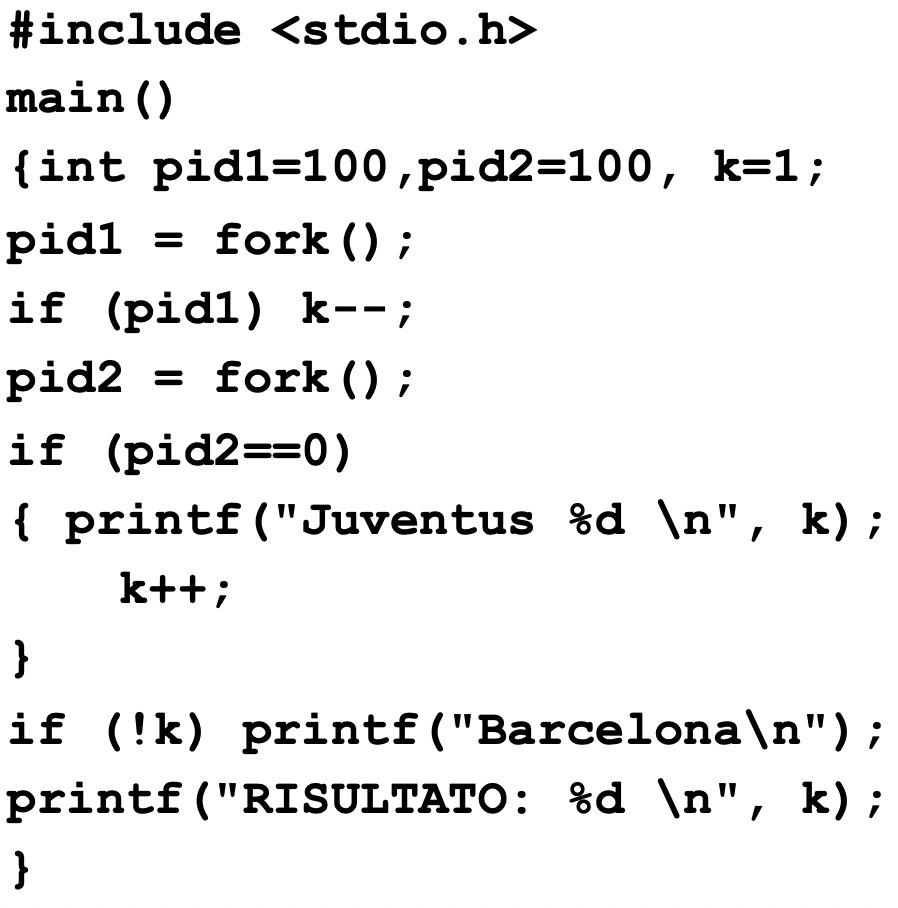 #include <stdio.h>
main()
{int pid1=100,pid2=100, k=1;
pid1 = fork();
if (pid1) k--;
pid2 = fork();
if (pid2==0)
{ printf("Juventus %d \n", k);
k++;
}
if (!k) printf("Barcelona\n");
printf("RISULTATO: %d \n", k);
}